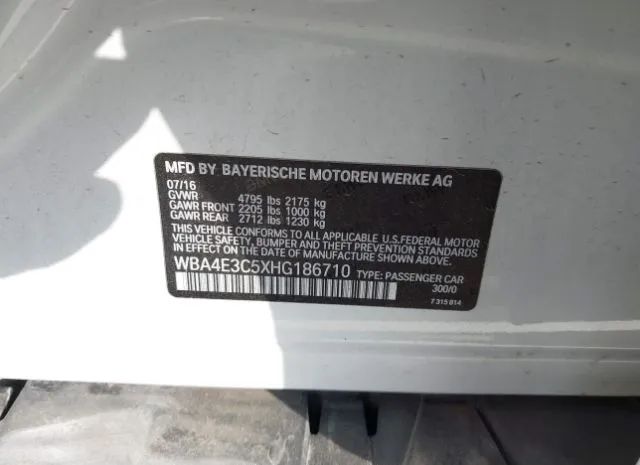 MFD BY BAYERISCHE MOTOREN WERKE AG
07/16
GVWR 4795 lbs 2175 kg
GAWR FRONT 2205 lbs 1000 kg
GAWR REAR 2712 lbs 1230 kg
THIS VEHICLE CONFORMS TO ALL APPLICABLE U.S.FEDERAL MOTOR
VEHICLE SAFETY, BUMPER, AND THEFT PREVENTION STANDARDS
IN EFFECT ON THE DATE OF MANUFACTURE SHOWN ABOVE.
WBA4E3C5XHG186710 TYPE: PASSENGER CAR
300/0
7 315 814